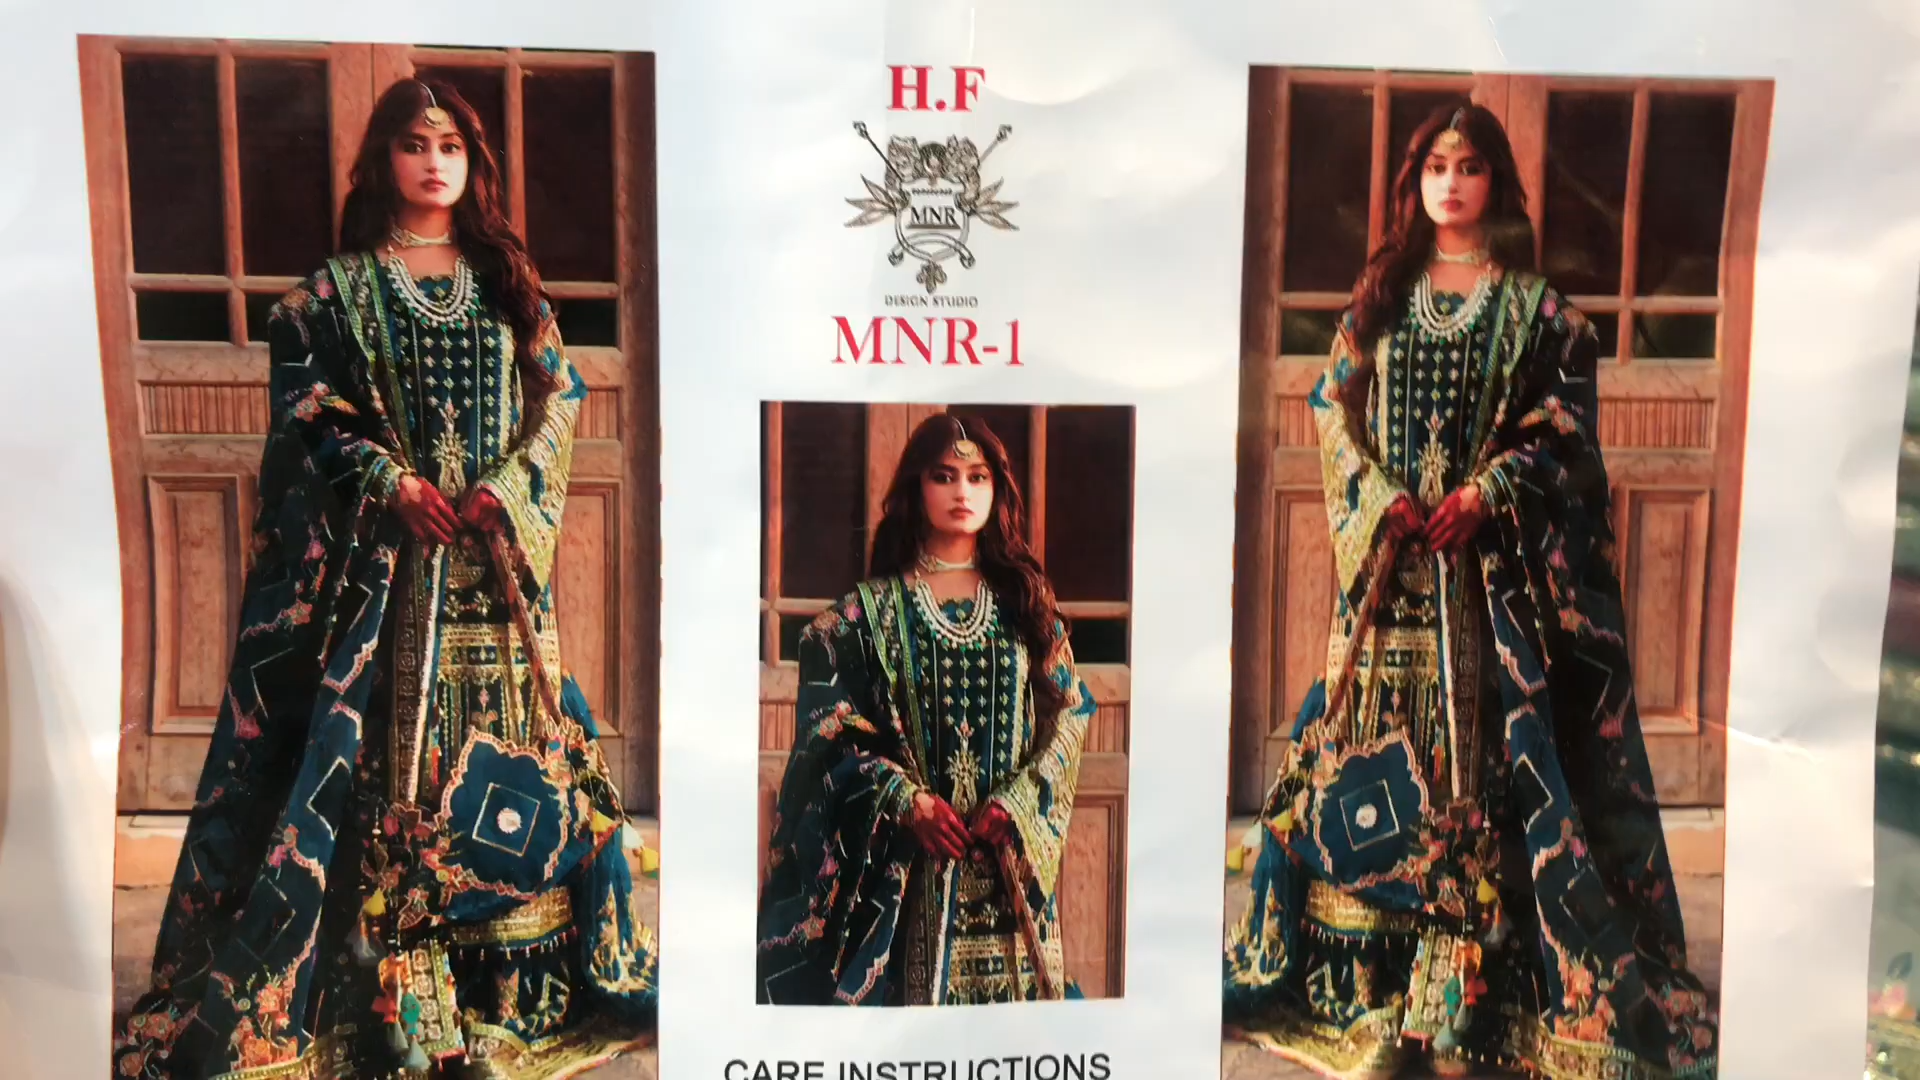 H.F
MNR
DESIGN STUDIO
MNR-1
CARE INSTRUCTIONS